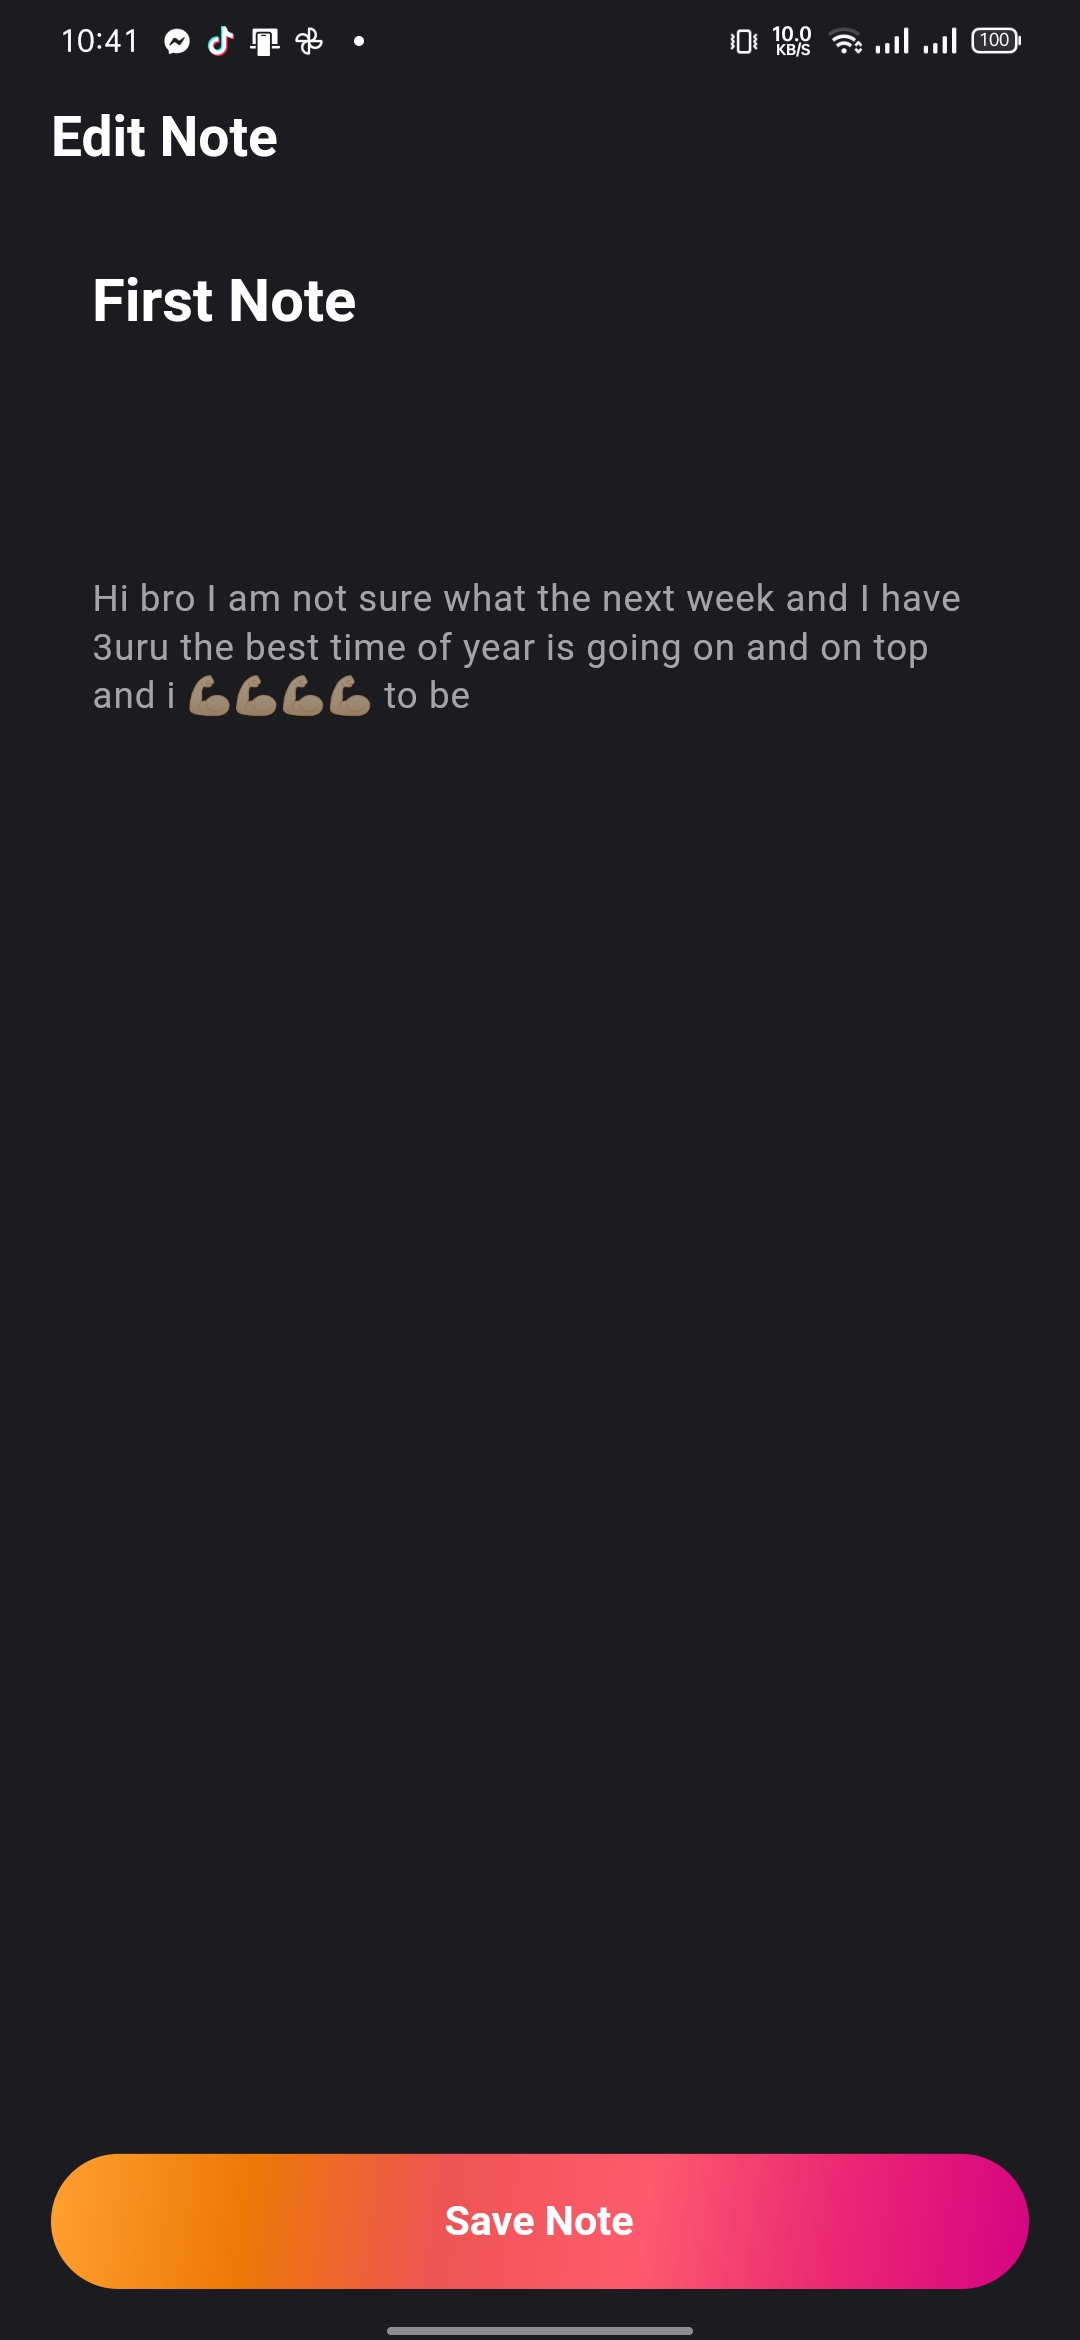 10:41
10.0
KB/S
100
Edit Note
First Note
Hi bro I am not sure what the next week and I have
3uru the best time of year is going on and on top
and i 💪🏽💪🏽💪🏽💪🏽 to be
Save Note